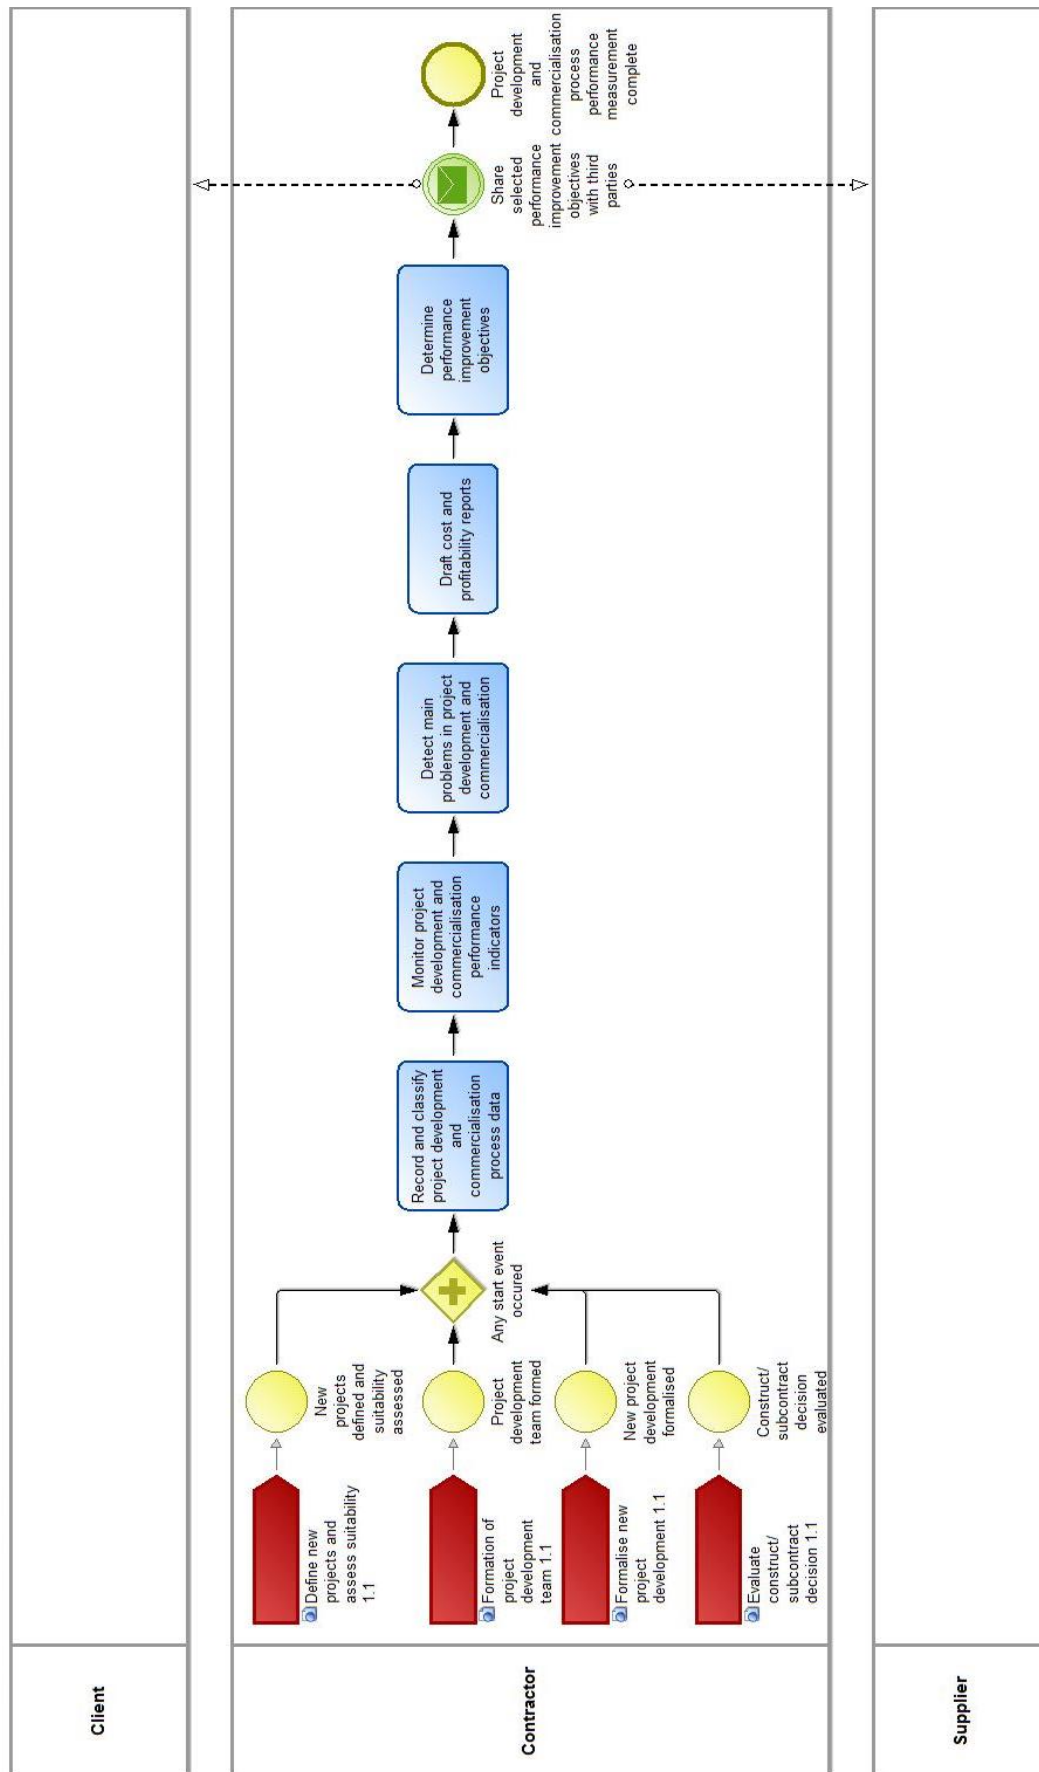 Client
Contractor
Supplier
Define new
projects and
assess suitability
1.1
Formation of
project
development
team 1.1
Formalise new
project
development 1.1
Evaluate
construct/
subcontract
decision 1.1
New
projects
defined and
suitability
assessed
Project
development
team formed
New project
development
formalised
Construct/
subcontract
decision
evaluated
Any start event
occured
Record and classify
project development
and
commercialisation
process data
Monitor project
development and
commercialisation
performance
indicators
Detect main
problems in project
development and
commercialisation
Draft cost and
profitability reports
Determine
performance
improvement
objectives
Share
selected
performance
improvement
objectives
with third
parties
Project
development
and
commercialisation
process
performance
measurement
complete